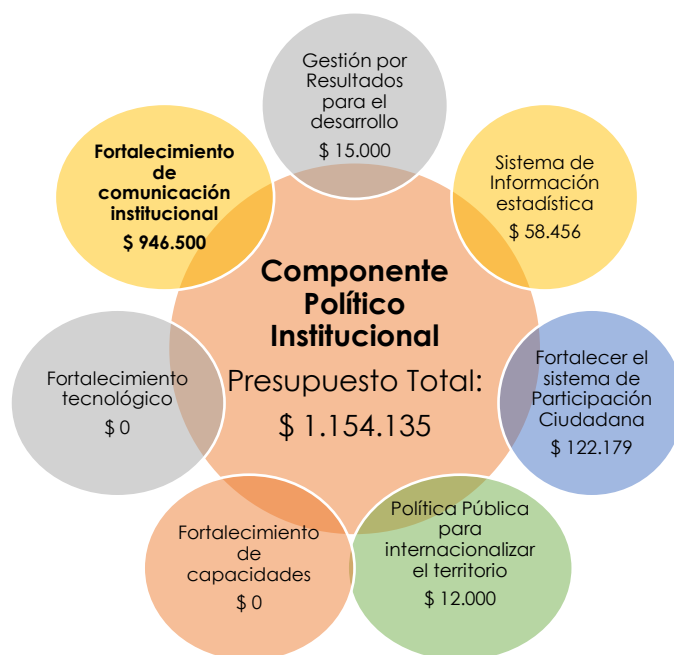 Gestión por
Resultados
para el
desarrollo
$ 15.000
Sistema de
Información
estadística
$ 58.456
Fortalecer el
sistema de
Participación
Ciudadana
$ 122.179
Política Pública
para
internacionalizar
el territorio
$ 12.000
Fortalecimiento
de
capacidades
$ 0
Fortalecimiento
tecnológico
$ 0
Fortalecimiento
de
comunicación
institucional
$ 946.500
Componente
Político
Institucional
Presupuesto Total:
$ 1.154.135